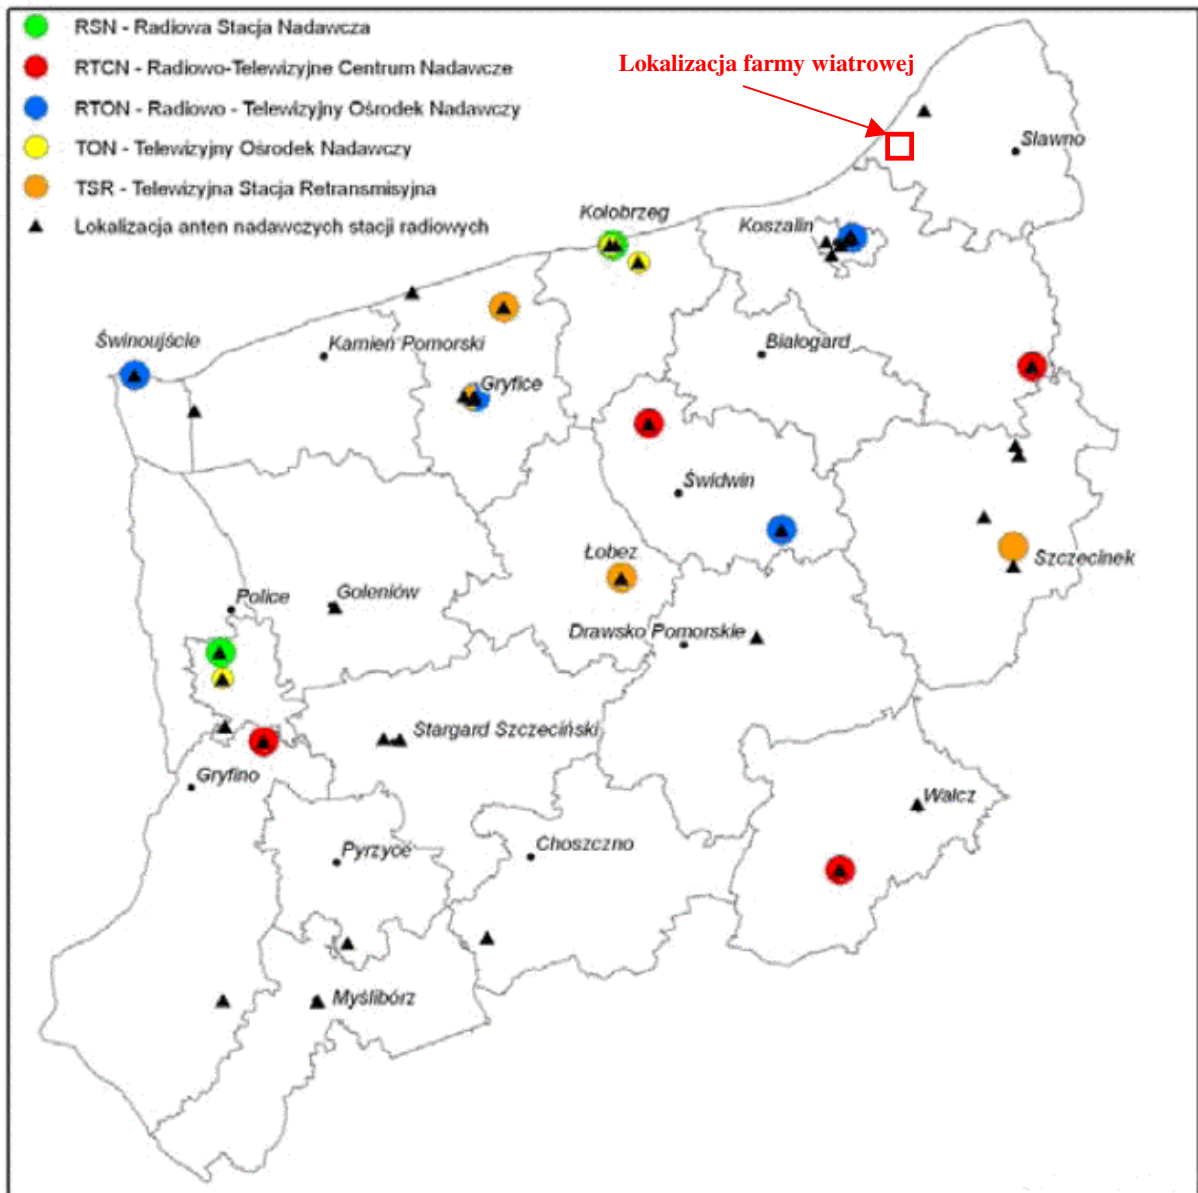 RSN - Radiowa Stacja Nadawcza
RTCN - Radiowo-Telewizyjne Centrum Nadawcze
RTON - Radiowo - Telewizyjny Ośrodek Nadawczy
TON - Telewizyjny Ośrodek Nadawczy
TSR - Telewizyjna Stacja Retransmisyjna
Lokalizacja anten nadawczych stacji radiowych
Lokalizacja farmy wiatrowej
Sławno
Kołobrzeg
Koszalin
Świnoujście
Kamień Pomorski
Białogard
Gryfice
Świdwin
Łobez
Szczecinek
Police
Goleniów
Drawsko Pomorskie
Stargard Szczeciński
Gryfino
Wałcz
Pyrzyce
Choszczno
Myślibórz